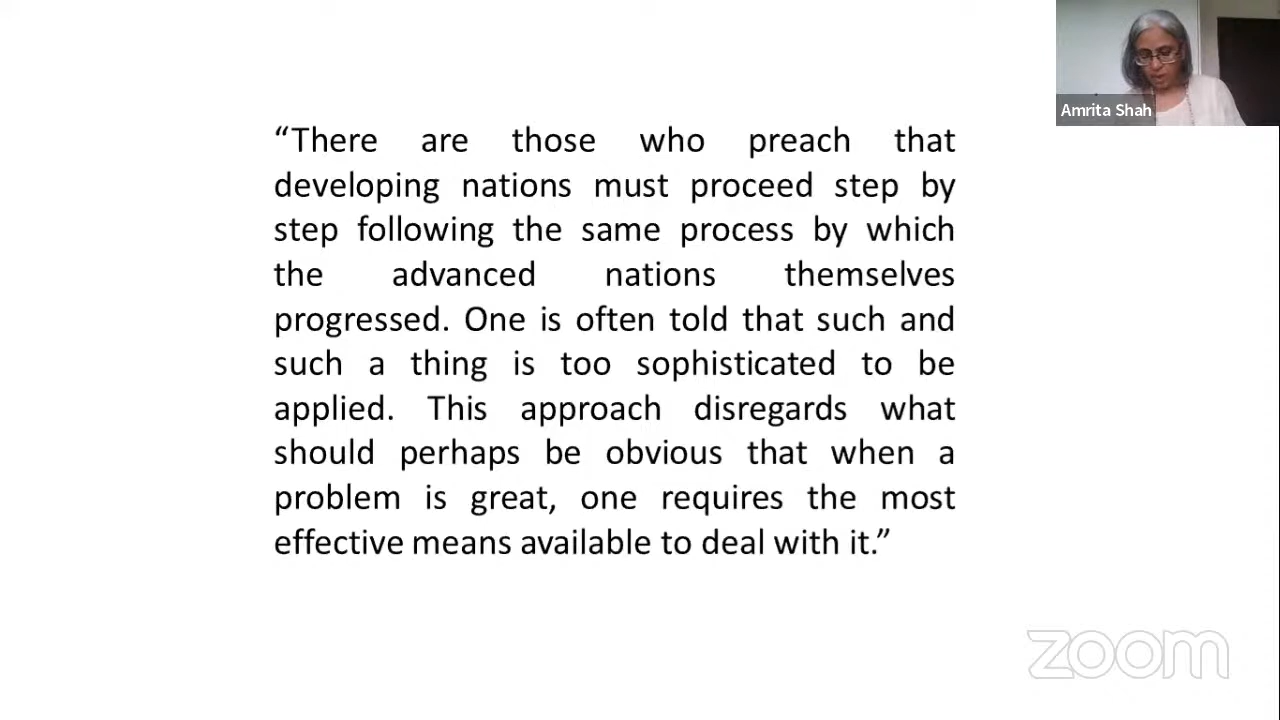 Amrita Shah
“There are those who preach that
developing nations must proceed step by
step following the same process by which
the advanced nations themselves
progressed. One is often told that such and
such a thing is too sophisticated to be
applied. This approach disregards what
should perhaps be obvious that when a
problem is great, one requires the most
effective means available to deal with it.”
zoom